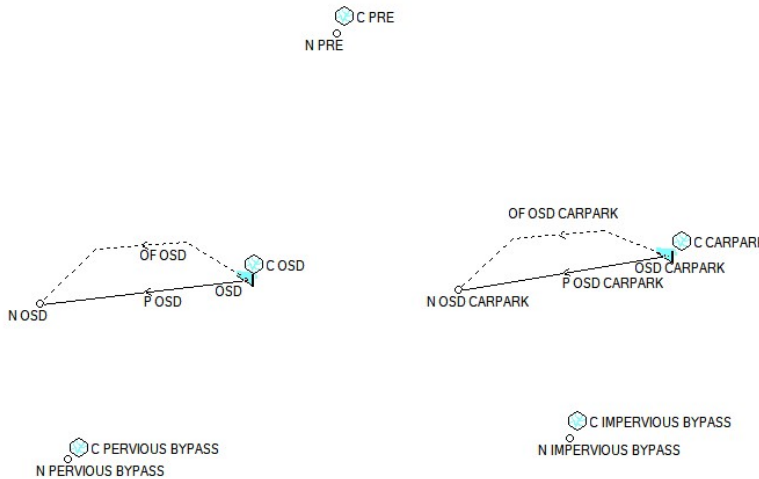 C PRE
N PRE
OF OSD CARPARK
C CARPARK
OF OSD
C OSD
OSD CARPARK
P OSD CARPARK
OSD
P OSD
N OSD CARPARK
N OSD
C IMPERVIOUS BYPASS
C PERVIOUS BYPASS
N IMPERVIOUS BYPASS
N PERVIOUS BYPASS